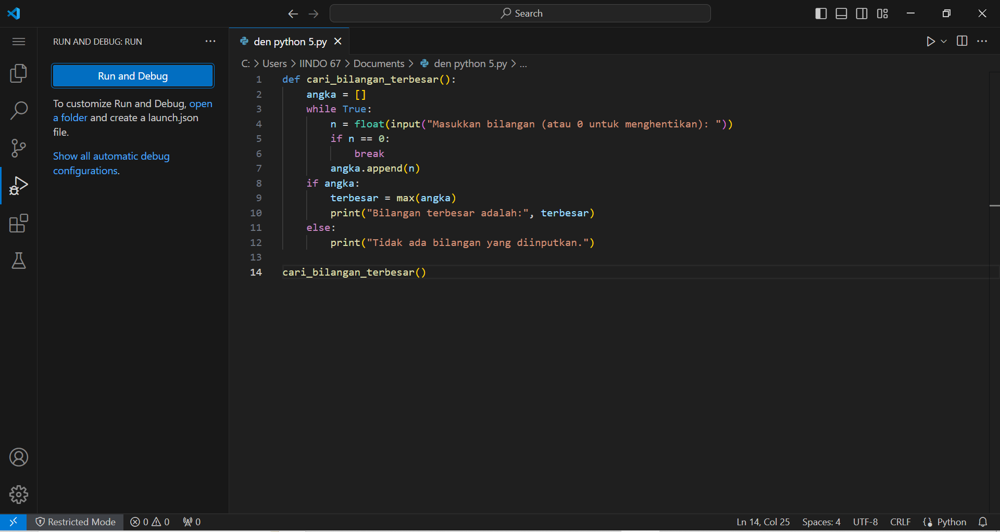 Search
RUN AND DEBUG: RUN
Run and Debug
To customize Run and Debug, open
a folder and create a launch.json
file.
Show all automatic debug
configurations.
den python 5.py
C: > Users > IINDO 67 > Documents > den python 5.py > ...
1 def cari_bilangan_terbesar():
2     angka = []
3     while True:
4         n = float(input("Masukkan bilangan (atau 0 untuk menghentikan): "))
5         if n == 0:
6             break
7         angka.append(n)
8     if angka:
9         terbesar = max(angka)
10         print("Bilangan terbesar adalah:", terbesar)
11     else:
12         print("Tidak ada bilangan yang diinputkan.")
13
14 cari_bilangan_terbesar()
Restricted Mode 0 0 0
Ln 14, Col 25 Spaces: 4 UTF-8 CRLF Python